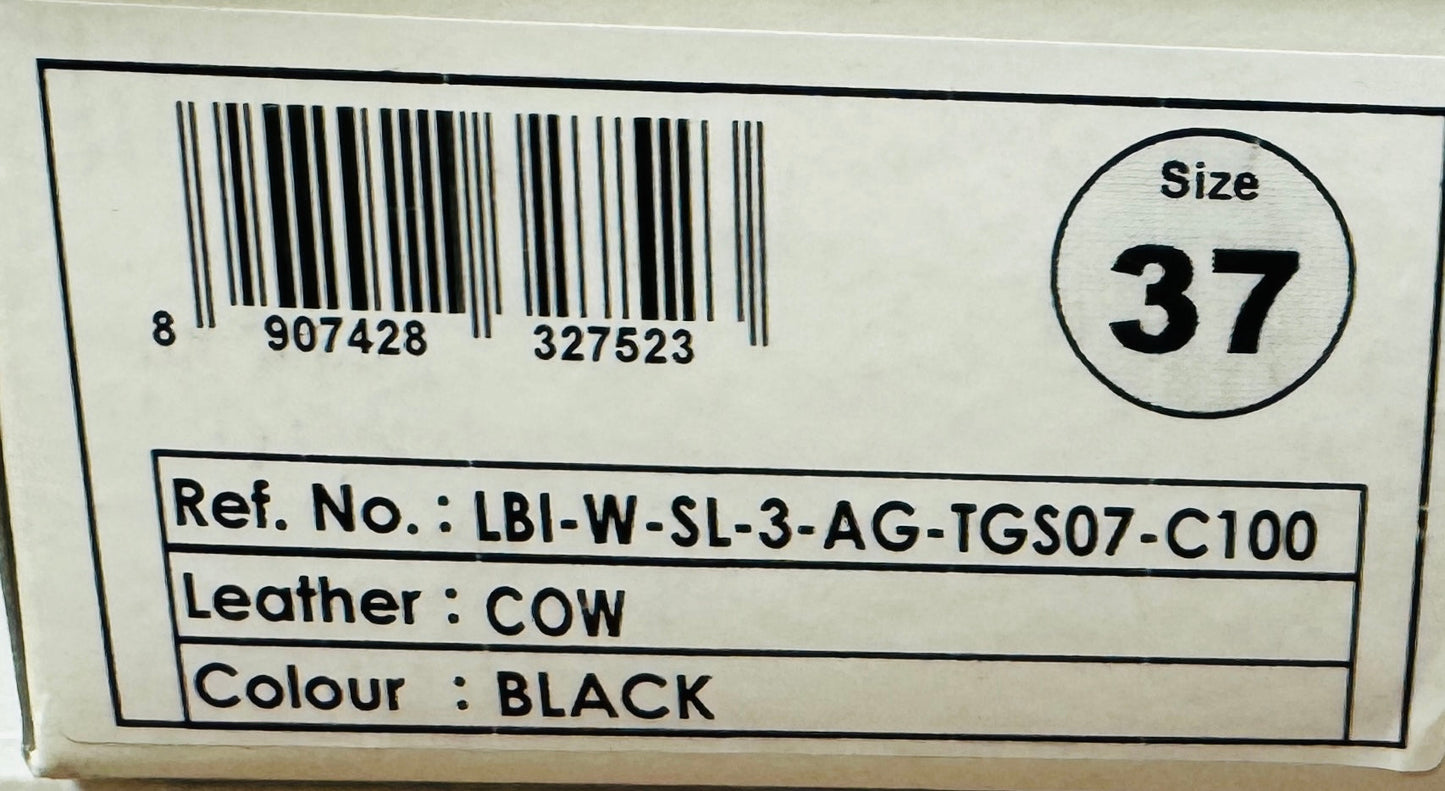 Size
37
8 907428 327523
Ref. No. : LBI-W-SL-3-AG-TGS07-C100
Leather : COW
Colour : BLACK